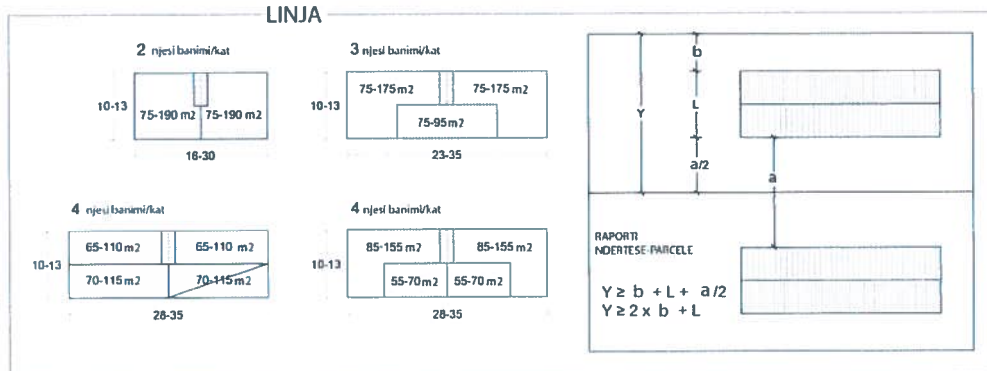 LINJA
2 njesi banimi/kat
10-13
75-190 m2
75-190 m2
16-30
3 njesi banimi/kat
10-13
75-175 m2
75-175 m2
75-95 m2
23-35
4 njesi banimi/kat
10-13
65-110 m2
65-110 m2
70-115 m2
70-115 m2
28-35
4 njesi banimi/kat
10-13
85-155 m2
85-155 m2
55-70 m2
55-70 m2
28-35
b
Y
L
a/2
a
RAPORTI
NDERTESE-PARCELE
Y ≥ b + L + a/2
Y ≥ 2 x b + L